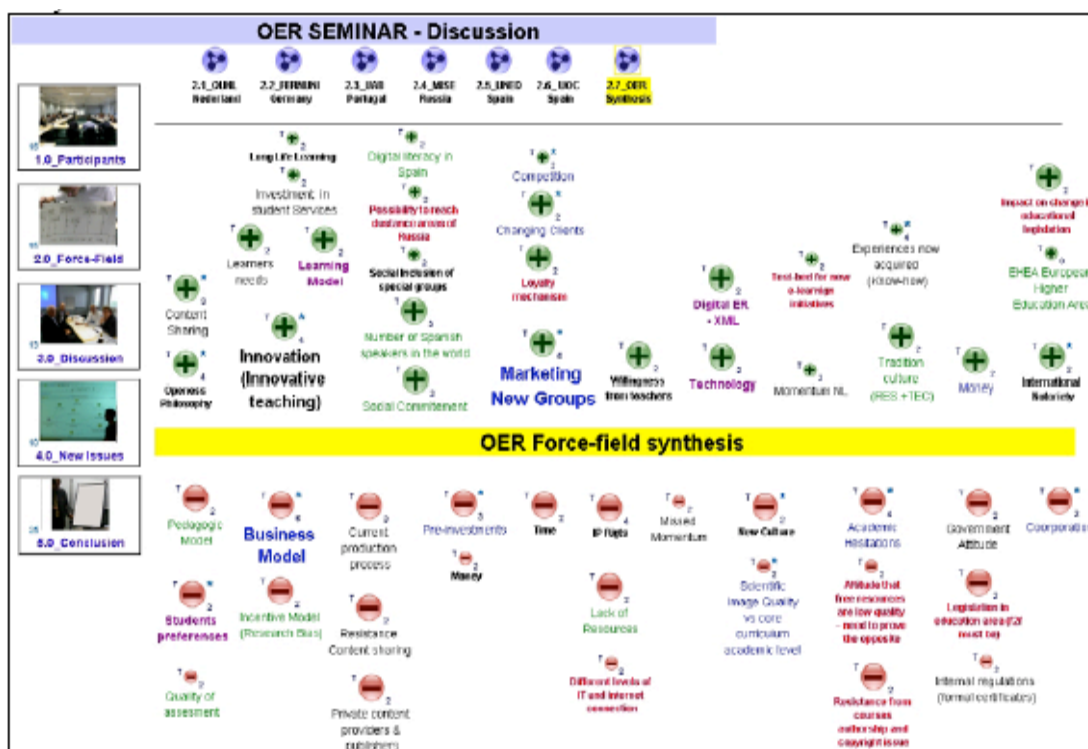 OER SEMINAR - Discussion
2.1_OUNL
Nederland
2.2_FERNUNI
Germany
2.3_UAB
Portugal
2.4_MISE
Russia
2.5_UNED
Spain
2.6_UOC
Spain
2.7_OER
Synthesis
1.0_Participants
2.0_Force-Field
3.0_Discussion
4.0_New Issues
5.0_Conclusion
Long Life Learning
Investment in
student Services
Learners
needs
Learning
Model
Content
Sharing
Openess
Philosophy
Innovation
(Innovative
teaching)
Digital literacy in
Spain
Possibility to reach
distance areas of
Russia
Social Inclusion of
special groups
Number of Spanish
speakers in the world
Social Commitement
Competition
Changing Clients
Loyalty
mechanism
Marketing
New Groups
Willingness
from teachers
Digital ER
- XML
Technology
Test-bed for new
e-learnign
initiatives
Momentum NL
Experiences now
acquired
(know-now)
Tradition
culture
(RES +TEC)
Money
Impact on change i
educational
legislation
EHEA European
Higher
Education Area
International
Notoriety
OER Force-field synthesis
Pedagogic
Model
Business
Model
Current
production
process
Pre-investments
Money
Time
IP Rigts
Missed
Momentum
New Culture
Academic
Hesitations
Government
Attitude
Coorporation
Students
preferences
Incentive Model
(Research Bias)
Resistance
Content sharing
Lack of
Resources
Scientific
Image Quality
vs core
curriculum
academic level
Attitude that
free resources
are low quality
- need to prove
the opposite
Legislation in
education area (f2f
must be)
Quality of
assesment
Private content
providers &
publishers
Different levels of
IT and Internet
connection
Resistance from
courses
authorship and
copyright issue
Internal regulations
(formal certificates)